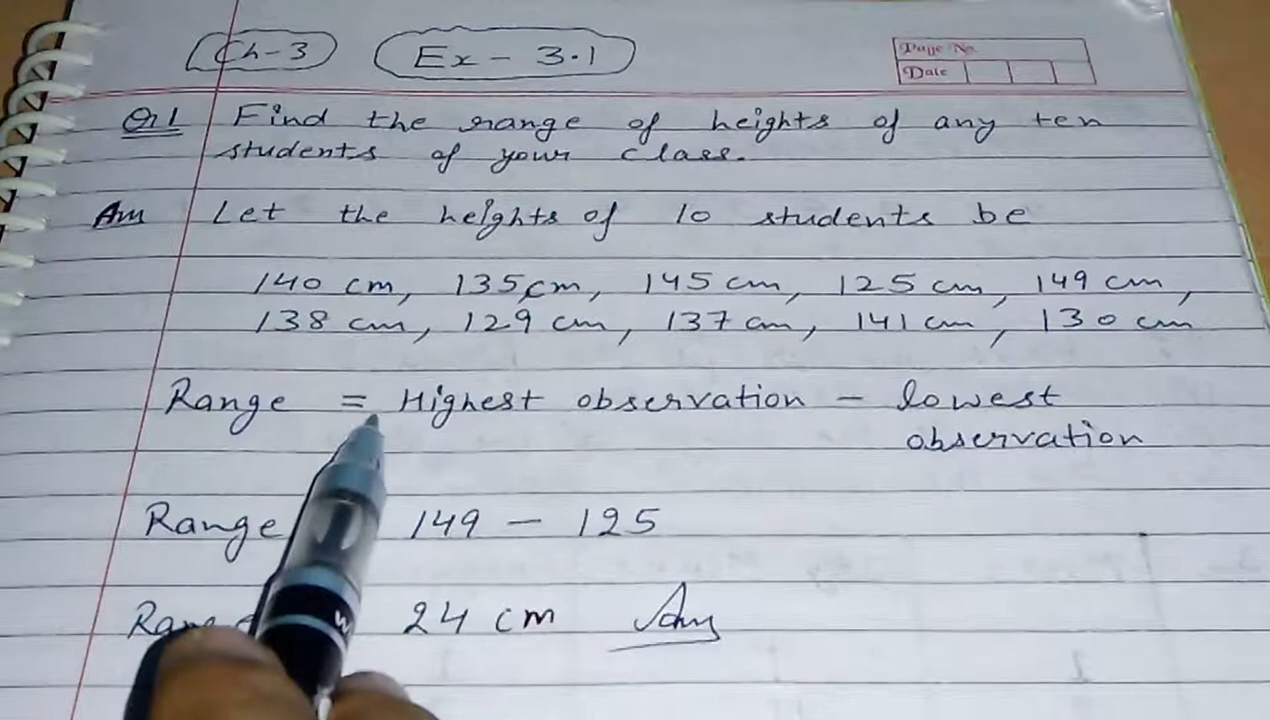 Ch-3 Ex - 3.1
Page No.
Date
Q.1 Find the range of heights of any ten
students of your class.
Ans Let the heights of 10 students be
140 cm, 135 cm, 145 cm, 125 cm, 149 cm,
138 cm, 129 cm, 137 cm, 141 cm, 130 cm
Range = Highest observation - lowest
observation
Range 149 - 125
24 cm Ans